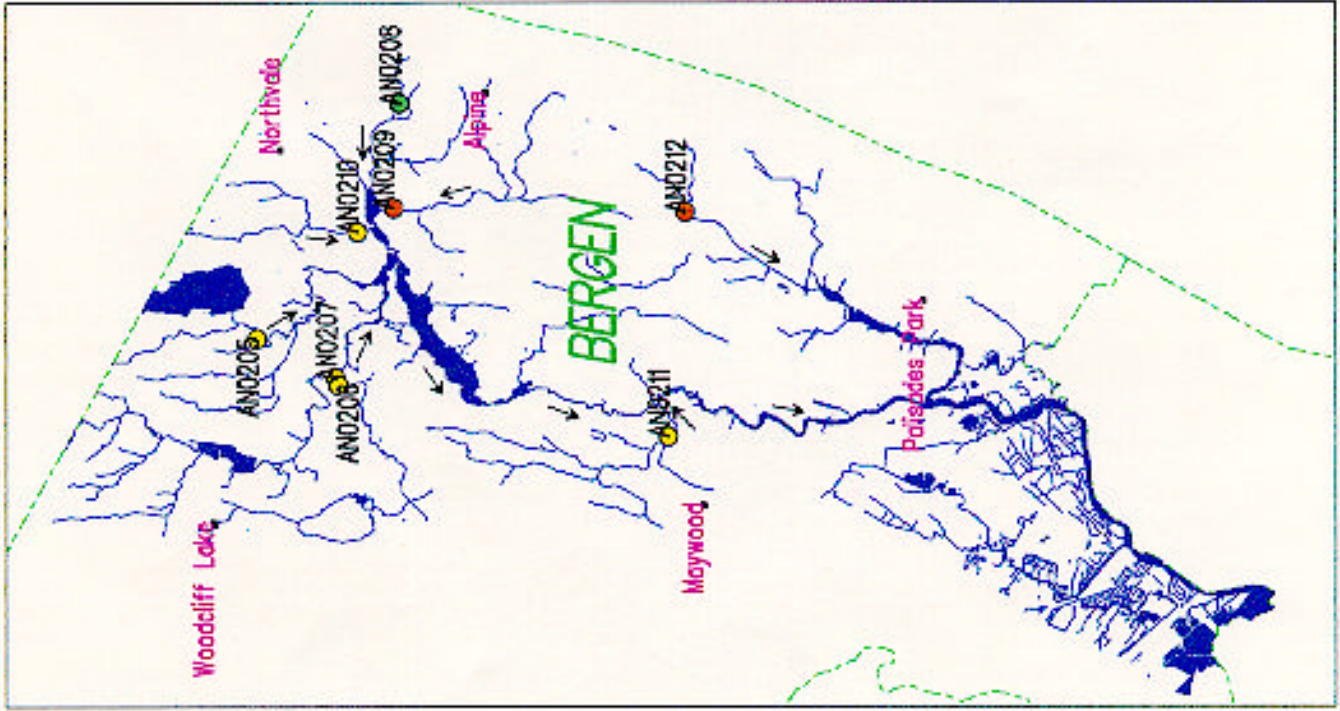 Northvale
AN0208
Alpine
AN0209
AN0210
AN0212
BERGEN
AN0205
AN0207
AN0206
AN0211
Palisades Park
Maywood
Woodcliff Lake